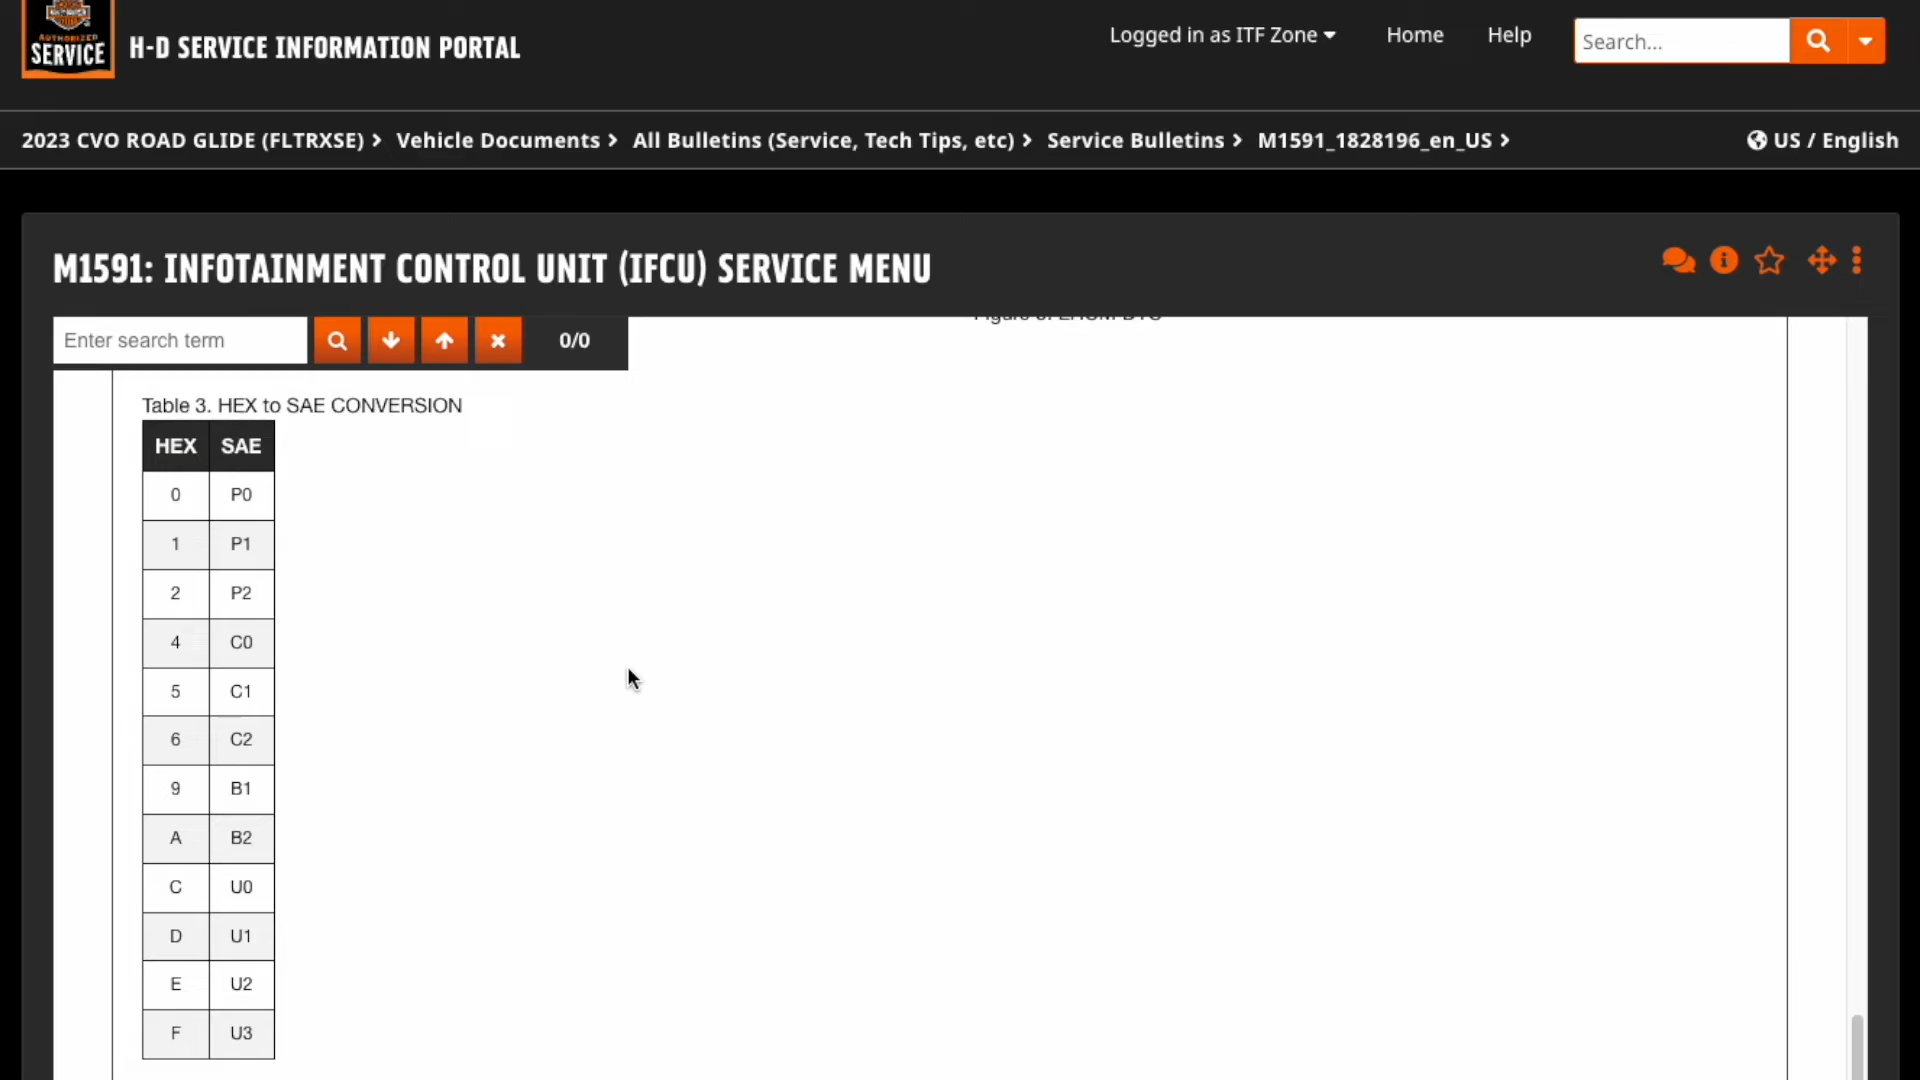 AUTHORIZED
SERVICE
H-D SERVICE INFORMATION PORTAL
Logged in as ITF Zone
Home
Help
Search...
2023 CVO ROAD GLIDE (FLTRXSE) > Vehicle Documents > All Bulletins (Service, Tech Tips, etc) > Service Bulletins > M1591_1828196_en_US >
US / English
M1591: INFOTAINMENT CONTROL UNIT (IFCU) SERVICE MENU
Enter search term
0/0
Table 3. HEX to SAE CONVERSION
HEX SAE
0 P0
1 P1
2 P2
4 C0
5 C1
6 C2
9 B1
A B2
C U0
D U1
E U2
F U3